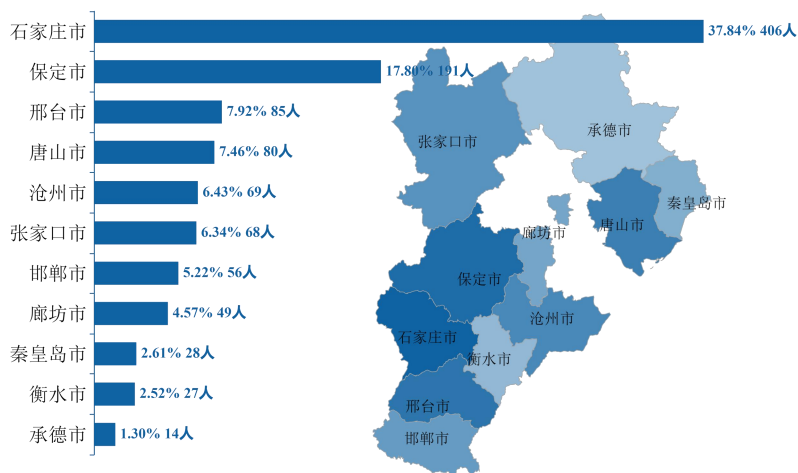 石家庄市 37.84% 406人
保定市 17.80% 191人
邢台市 7.92% 85人
唐山市 7.46% 80人
沧州市 6.43% 69人
张家口市 6.34% 68人
邯郸市 5.22% 56人
廊坊市 4.57% 49人
秦皇岛市 2.61% 28人
衡水市 2.52% 27人
承德市 1.30% 14人
承德市
张家口市
秦皇岛市
唐山市
廊坊市
保定市
沧州市
石家庄市
衡水市
邢台市
邯郸市